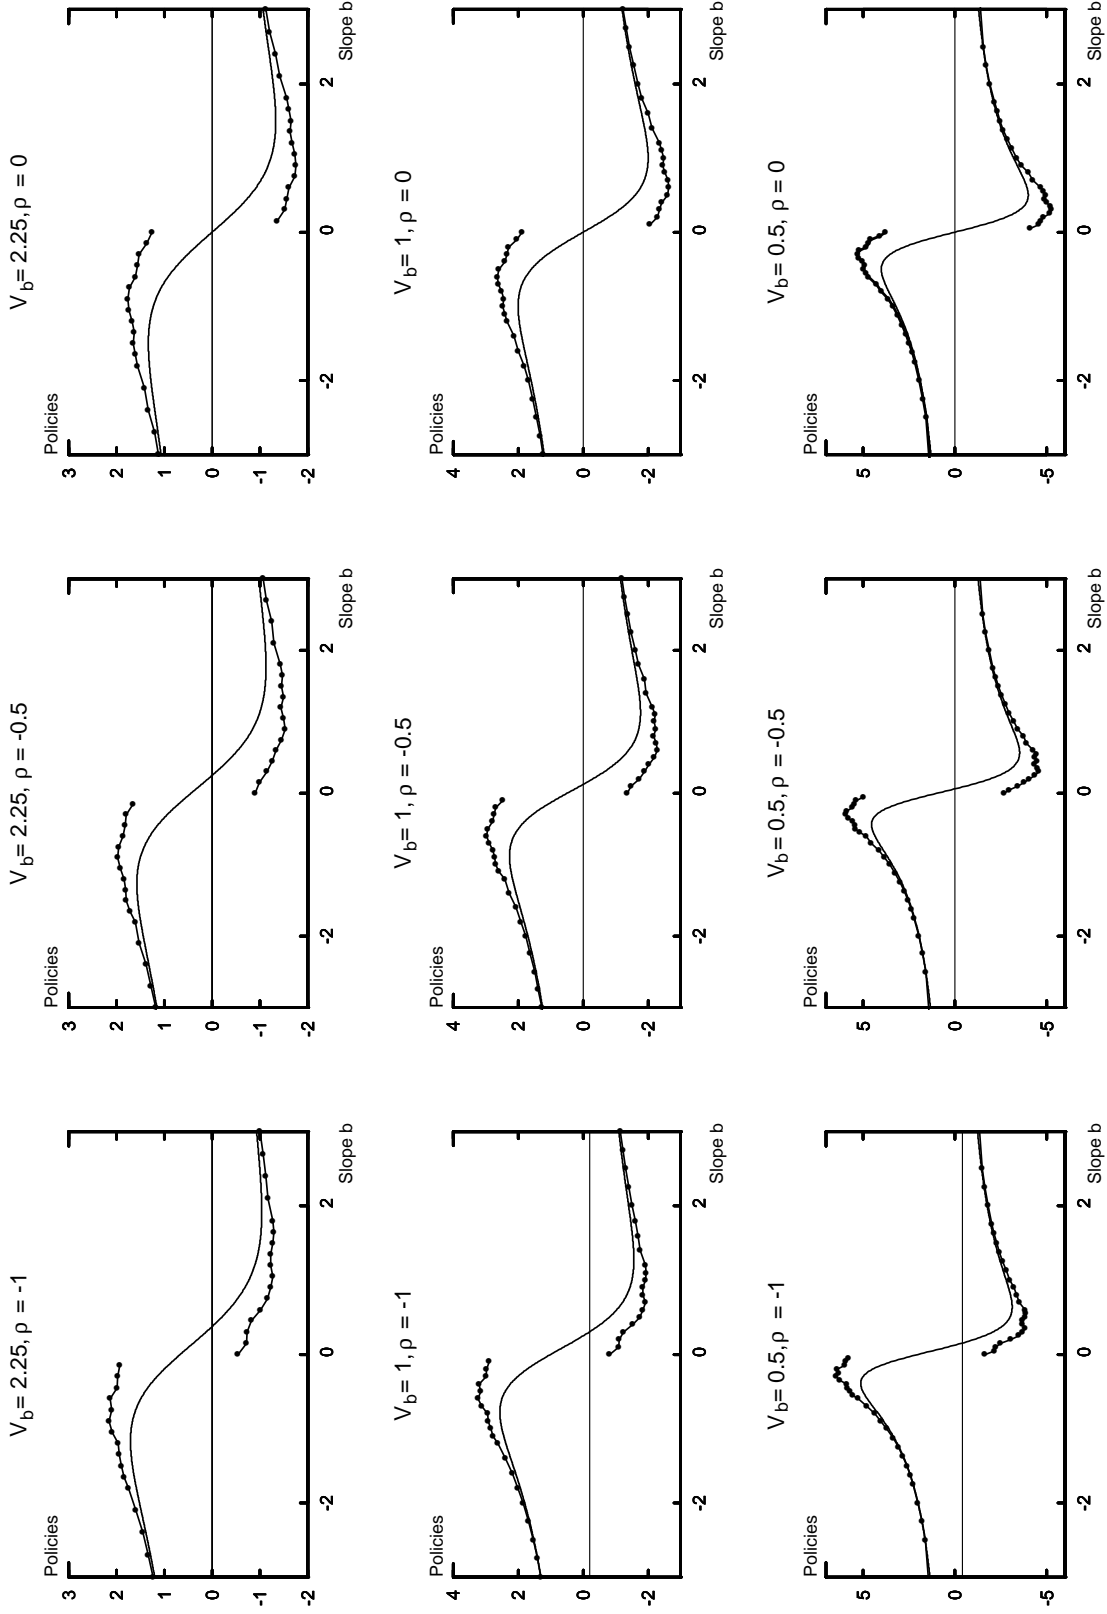 V_b= 2.25, ρ = -1
Policies
3
2
1
0
-1
-2
-2 0 2
Slope b
V_b= 2.25, ρ = -0.5
Policies
3
2
1
0
-1
-2
-2 0 2
Slope b
V_b= 2.25, ρ = 0
Policies
3
2
1
0
-1
-2
-2 0 2
Slope b
V_b= 1, ρ = -1
Policies
4
2
0
-2
-2 0 2
Slope b
V_b= 1, ρ = -0.5
Policies
4
2
0
-2
-2 0 2
Slope b
V_b= 1, ρ = 0
Policies
4
2
0
-2
-2 0 2
Slope b
V_b= 0.5, ρ = -1
Policies
5
0
-5
-2 0 2
Slope b
V_b= 0.5, ρ = -0.5
Policies
5
0
-5
-2 0 2
Slope b
V_b= 0.5, ρ = 0
Policies
5
0
-5
-2 0 2
Slope b